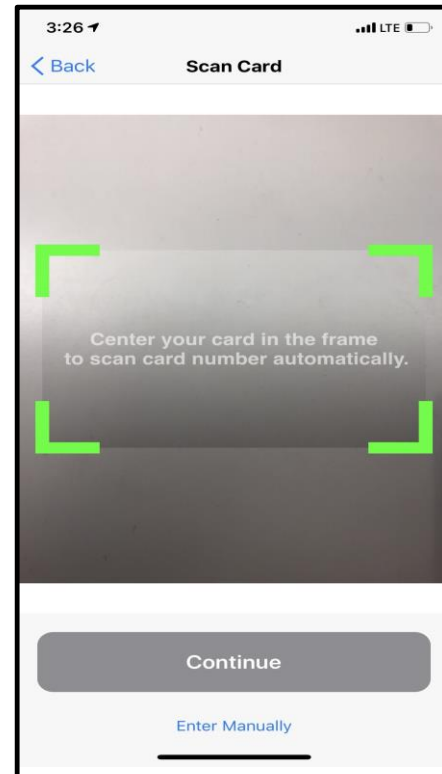 3:26 LTE
Back Scan Card
Center your card in the frame
to scan card number automatically.
Continue
Enter Manually